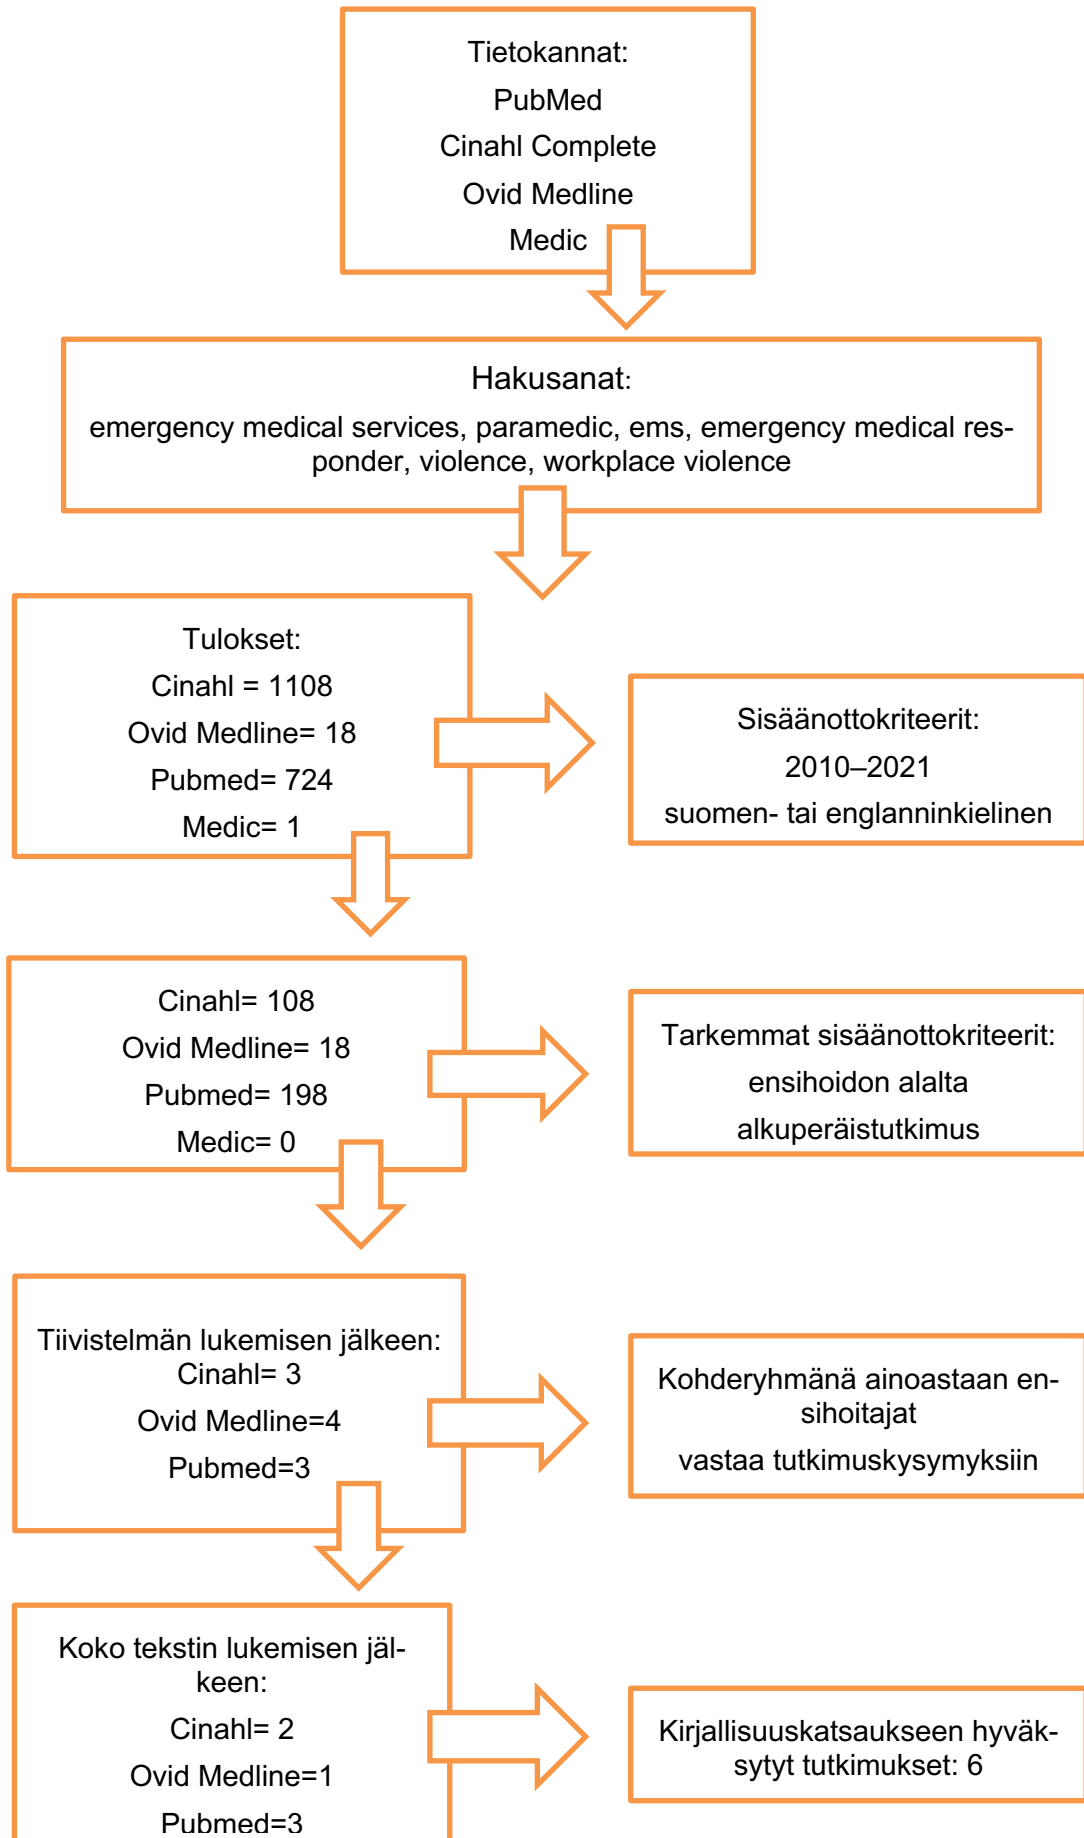 Tietokannat:
PubMed
Cinahl Complete
Ovid Medline
Medic
Hakusanat:
emergency medical services, paramedic, ems, emergency medical res-
ponder, violence, workplace violence
Tulokset:
Cinahl = 1108
Ovid Medline= 18
Pubmed= 724
Medic= 1
Sisäänottokriteerit:
2010–2021
suomen- tai englanninkielinen
Cinahl= 108
Ovid Medline= 18
Pubmed= 198
Medic= 0
Tarkemmat sisäänottokriteerit:
ensihoidon alalta
alkuperäistutkimus
Tiivistelmän lukemisen jälkeen:
Cinahl= 3
Ovid Medline=4
Pubmed=3
Kohderyhmänä ainoastaan en-
sihoitajat
vastaa tutkimuskysymyksiin
Koko tekstin lukemisen jäl-
keen:
Cinahl= 2
Ovid Medline=1
Pubmed=3
Kirjallisuuskatsaukseen hyväk-
sytyt tutkimukset: 6